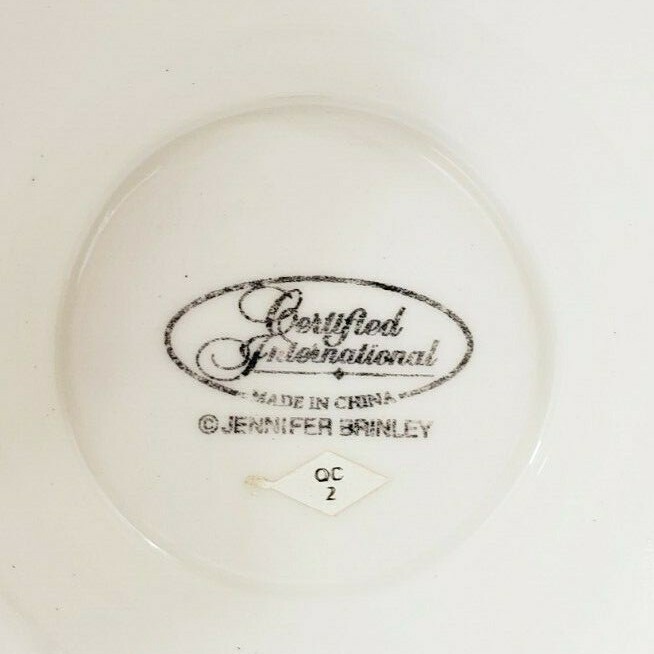 Certified
International
MADE IN CHINA
©JENNIFER BRINLEY
QC
2